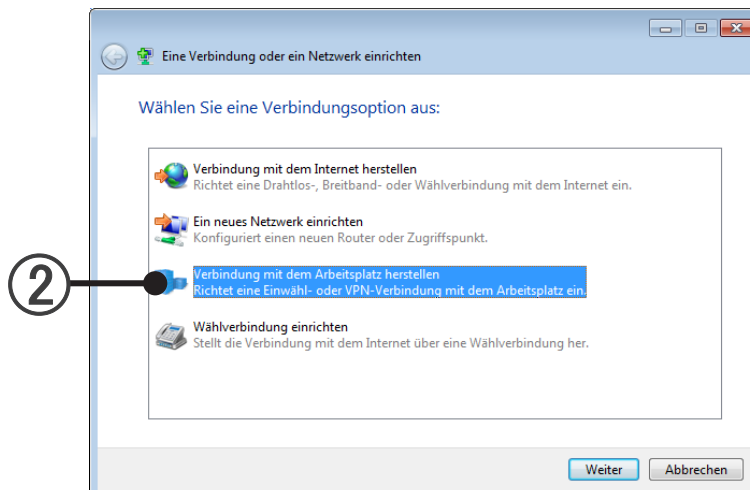 Eine Verbindung oder ein Netzwerk einrichten
Wählen Sie eine Verbindungsoption aus:
Verbindung mit dem Internet herstellen
Richtet eine Drahtlos-, Breitband- oder Wählverbindung mit dem Internet ein.
Ein neues Netzwerk einrichten
Konfiguriert einen neuen Router oder Zugriffspunkt.
2
Verbindung mit dem Arbeitsplatz herstellen
Richtet eine Einwähl- oder VPN-Verbindung mit dem Arbeitsplatz ein.
Wählverbindung einrichten
Stellt die Verbindung mit dem Internet über eine Wählverbindung her.
Weiter
Abbrechen